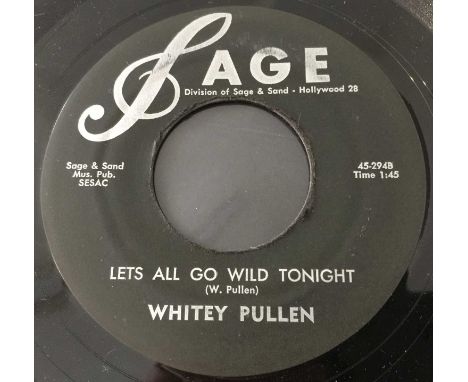 SAGE
Division of Sage & Sand - Hollywood 28
Sage & Sand
Mus. Pub.
SESAC
45-294B
Time 1:45
LETS ALL GO WILD TONIGHT
(W. Pullen)
WHITEY PULLEN